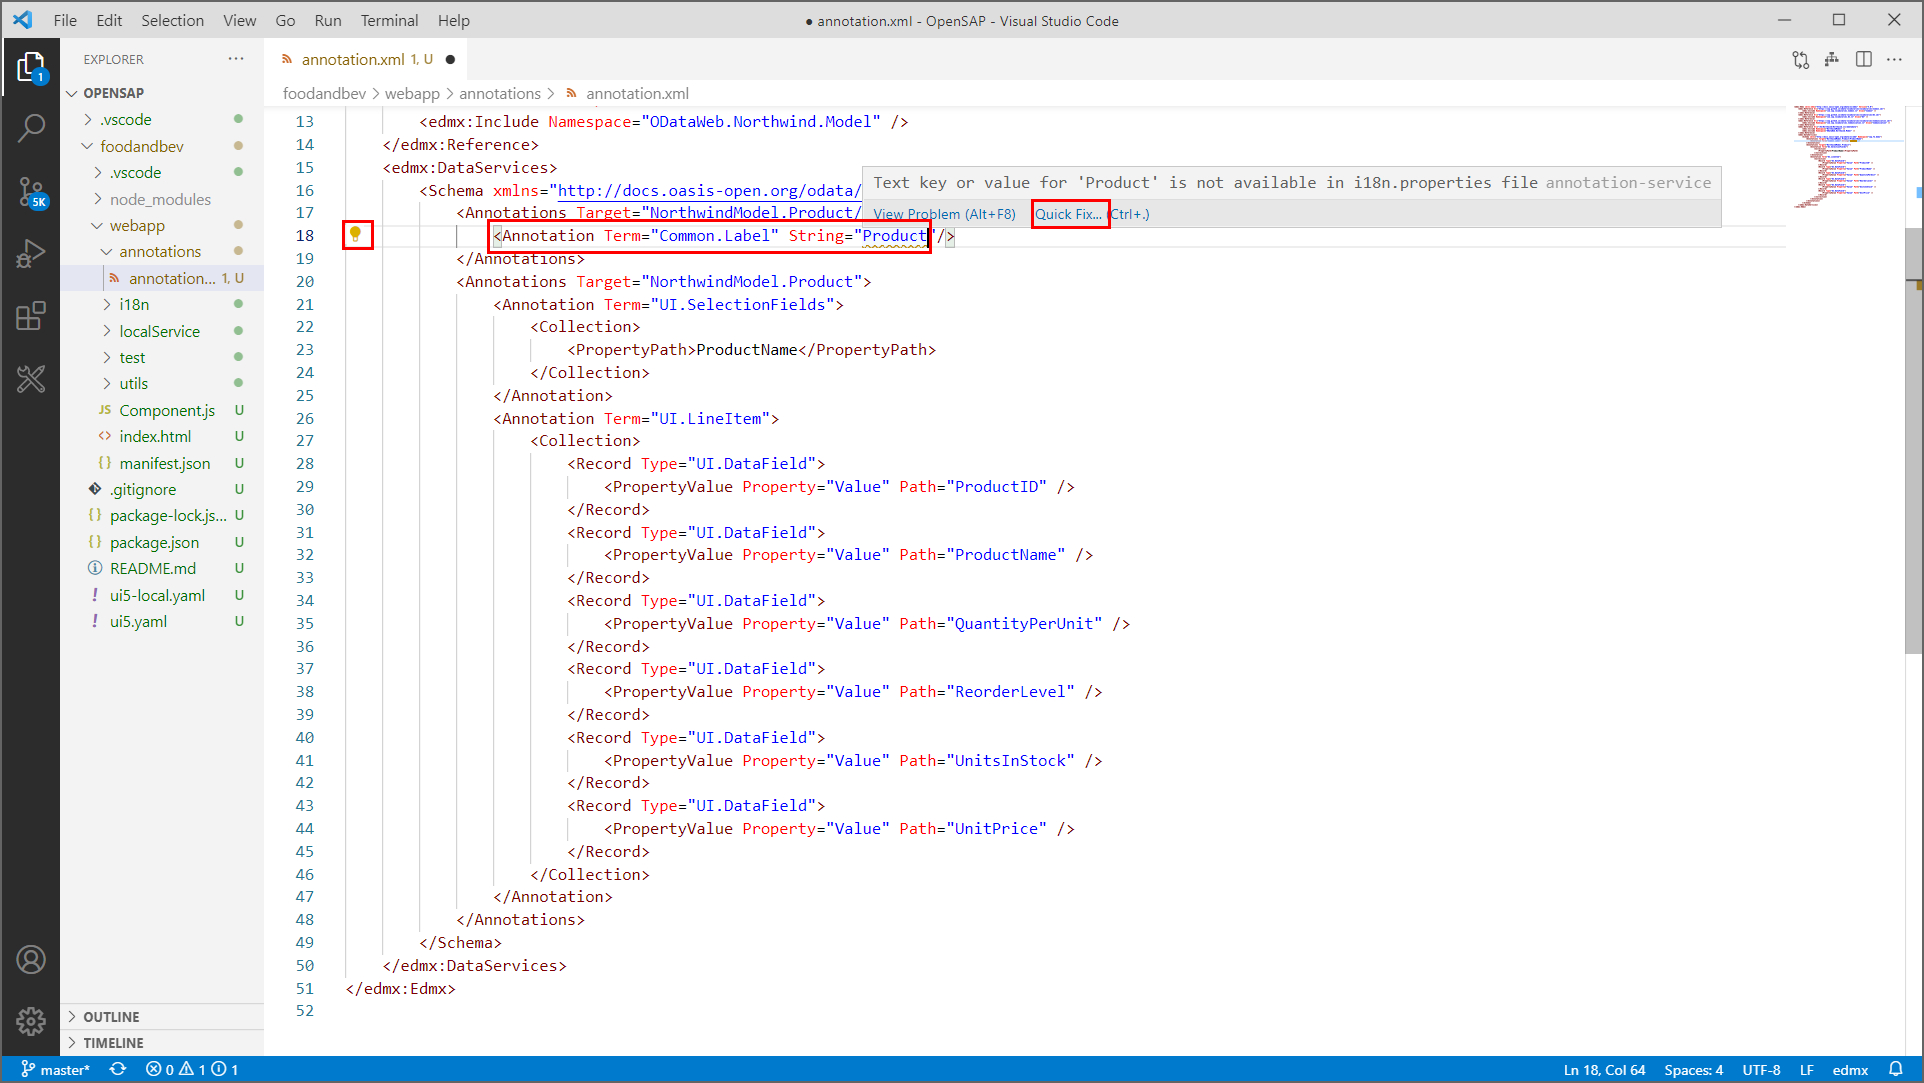 File Edit Selection View Go Run Terminal Help
● annotation.xml - OpenSAP - Visual Studio Code
EXPLORER ...
1
OPENSAP
.vscode
foodandbev
.vscode
node_modules
5K
webapp
annotations
annotation... 1, U
i18n
localService
test
utils
JS Component.js U
<> index.html U
{} manifest.json U
.gitignore U
{} package-lock.js... U
{} package.json U
README.md U
! ui5-local.yaml U
! ui5.yaml U
OUTLINE
TIMELINE
annotation.xml 1, U ●
foodandbev > webapp > annotations > annotation.xml
13 <edmx:Include Namespace="ODataWeb.Northwind.Model" />
14 </edmx:Reference>
15 <edmx:DataServices>
16 <Schema xmlns="http://docs.oasis-open.org/odata/
Text key or value for 'Product' is not available in i18n.properties file annotation-service
View Problem (Alt+F8) Quick Fix... (Ctrl+.)
17 <Annotations Target="NorthwindModel.Product/
18 <Annotation Term="Common.Label" String="Product"/>
19 </Annotations>
20 <Annotations Target="NorthwindModel.Product">
21 <Annotation Term="UI.SelectionFields">
22 <Collection>
23 <PropertyPath>ProductName</PropertyPath>
24 </Collection>
25 </Annotation>
26 <Annotation Term="UI.LineItem">
27 <Collection>
28 <Record Type="UI.DataField">
29 <PropertyValue Property="Value" Path="ProductID" />
30 </Record>
31 <Record Type="UI.DataField">
32 <PropertyValue Property="Value" Path="ProductName" />
33 </Record>
34 <Record Type="UI.DataField">
35 <PropertyValue Property="Value" Path="QuantityPerUnit" />
36 </Record>
37 <Record Type="UI.DataField">
38 <PropertyValue Property="Value" Path="ReorderLevel" />
39 </Record>
40 <Record Type="UI.DataField">
41 <PropertyValue Property="Value" Path="UnitsInStock" />
42 </Record>
43 <Record Type="UI.DataField">
44 <PropertyValue Property="Value" Path="UnitPrice" />
45 </Record>
46 </Collection>
47 </Annotation>
48 </Annotations>
49 </Schema>
50 </edmx:DataServices>
51 </edmx:Edmx>
52
master* 0 1 1
Ln 18, Col 64 Spaces: 4 UTF-8 LF edmx